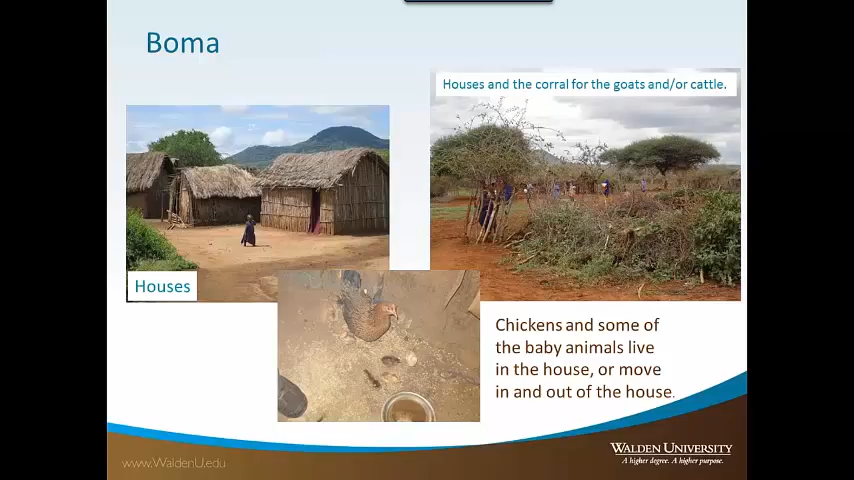 Boma
Houses and the corral for the goats and/or cattle.
Houses
Chickens and some of
the baby animals live
in the house, or move
in and out of the house.
www.WaldenU.edu
WALDEN UNIVERSITY
A higher degree. A higher purpose.